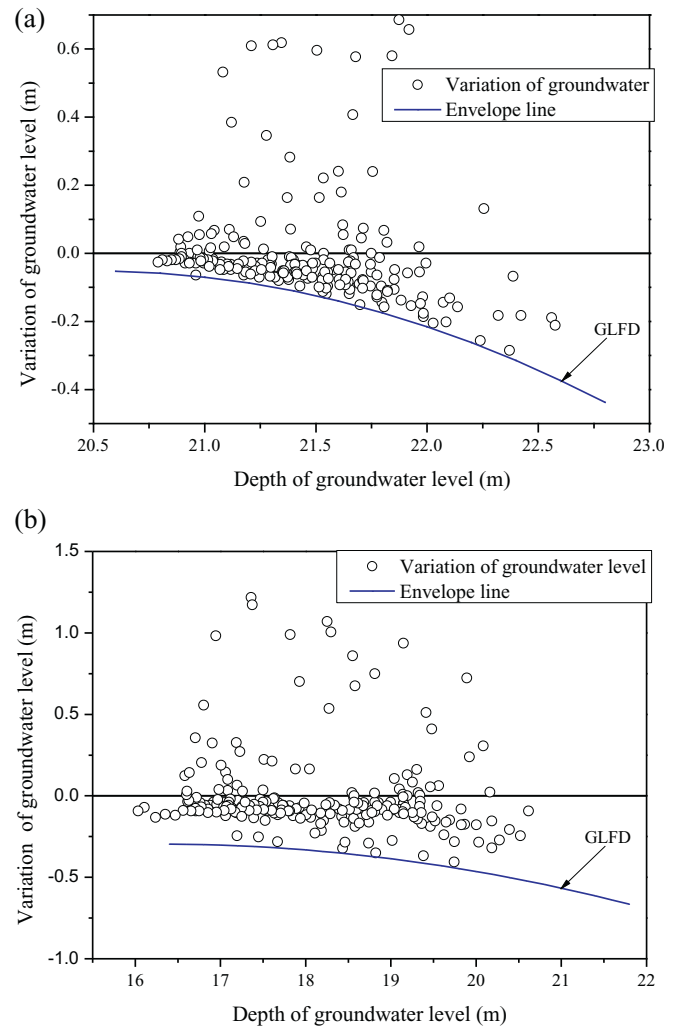 (a)
0.6
0.4
0.2
0.0
-0.2
-0.4
Variation of groundwater level (m)
Variation of groundwater
Envelope line
GLFD
20.5 21.0 21.5 22.0 22.5 23.0
Depth of groundwater level (m)
(b)
1.5
1.0
0.5
0.0
-0.5
-1.0
Variation of groundwater level (m)
Variation of groundwater level
Envelope line
GLFD
16 17 18 19 20 21 22
Depth of groundwater level (m)